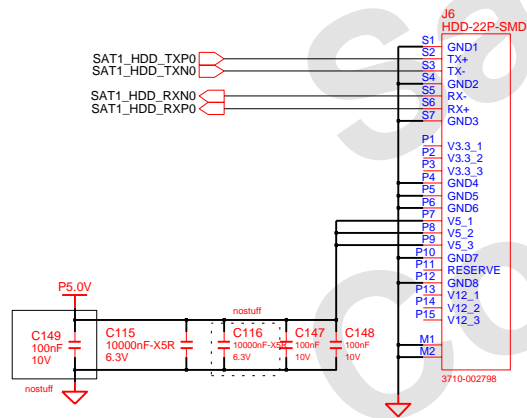 J6
HDD-22P-SMD
SAT1_HDD_TXP0
SAT1_HDD_TXN0
SAT1_HDD_RXN0
SAT1_HDD_RXP0
S1 GND1
S2 TX+
S3 TX-
S4 GND2
S5 RX-
S6 RX+
S7 GND3
P1 V3.3_1
P2 V3.3_2
P3 V3.3_3
P4 GND4
P5 GND5
P6 GND6
P7 V5_1
P8 V5_2
P9 V5_3
P10 GND7
P11 RESERVE
P12 GND8
P13 V12_1
P14 V12_2
P15 V12_3
M1
M2
3710-002798
P5.0V
nostuff
C149
100nF
10V
nostuff
C115
10000nF-X5R
6.3V
C116
10000nF-X5R
6.3V
C147
100nF
10V
C148
100nF
10V